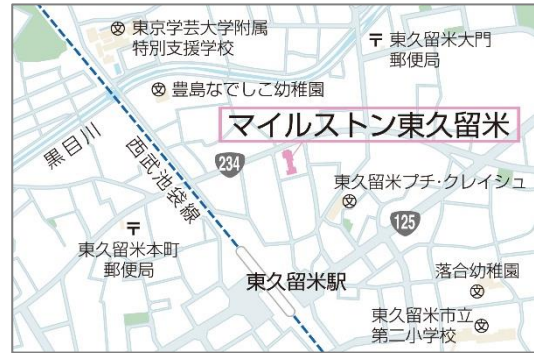 東京学芸大学附属
特別支援学校
東久留米大門
郵便局
豊島なでしこ幼稚園
マイルストン東久留米
黒目川
西武池袋線
234
東久留米プチ・クレイシュ
125
東久留米本町
郵便局
東久留米駅
落合幼稚園
東久留米市立
第二小学校